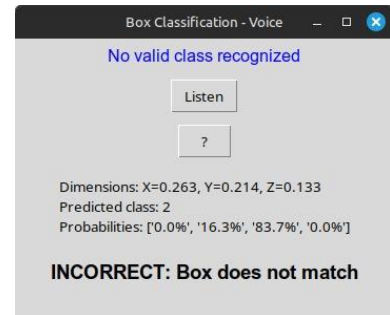 Box Classification - Voice
No valid class recognized
Listen
?
Dimensions: X=0.263, Y=0.214, Z=0.133
Predicted class: 2
Probabilities: ['0.0%', '16.3%', '83.7%', '0.0%']
INCORRECT: Box does not match